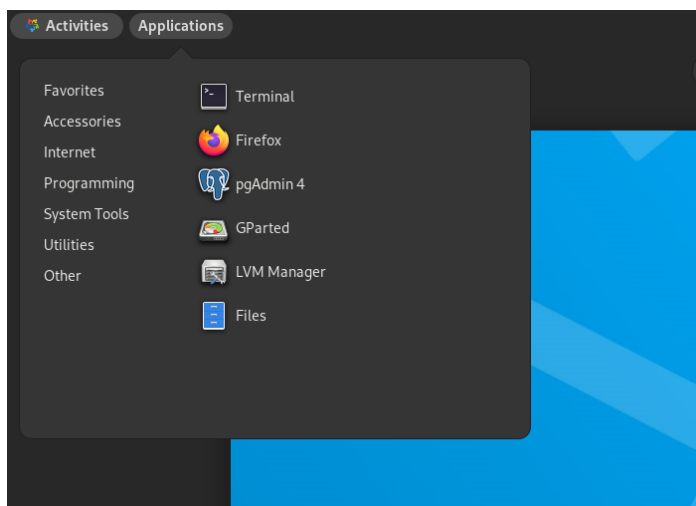 Activities Applications
Favorites
Accessories
Internet
Programming
System Tools
Utilities
Other
Terminal
Firefox
pgAdmin 4
GParted
LVM Manager
Files